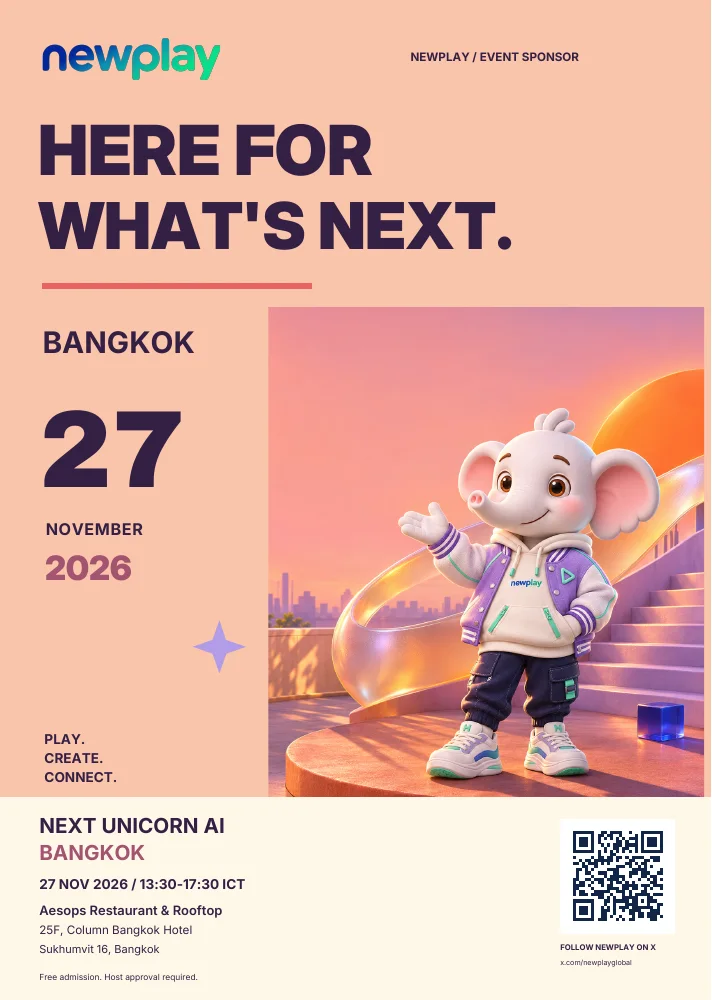 newplay
NEWPLAY / EVENT SPONSOR
HERE FOR
WHAT'S NEXT.
BANGKOK
27
NOVEMBER
2026
newplay
PLAY.
CREATE.
CONNECT.
NEXT UNICORN AI
BANGKOK
27 NOV 2026 / 13:30-17:30 ICT
Aesops Restaurant & Rooftop
25F, Column Bangkok Hotel
Sukhumvit 16, Bangkok
Free admission. Host approval required.
FOLLOW NEWPLAY ON X
x.com/newplayglobal